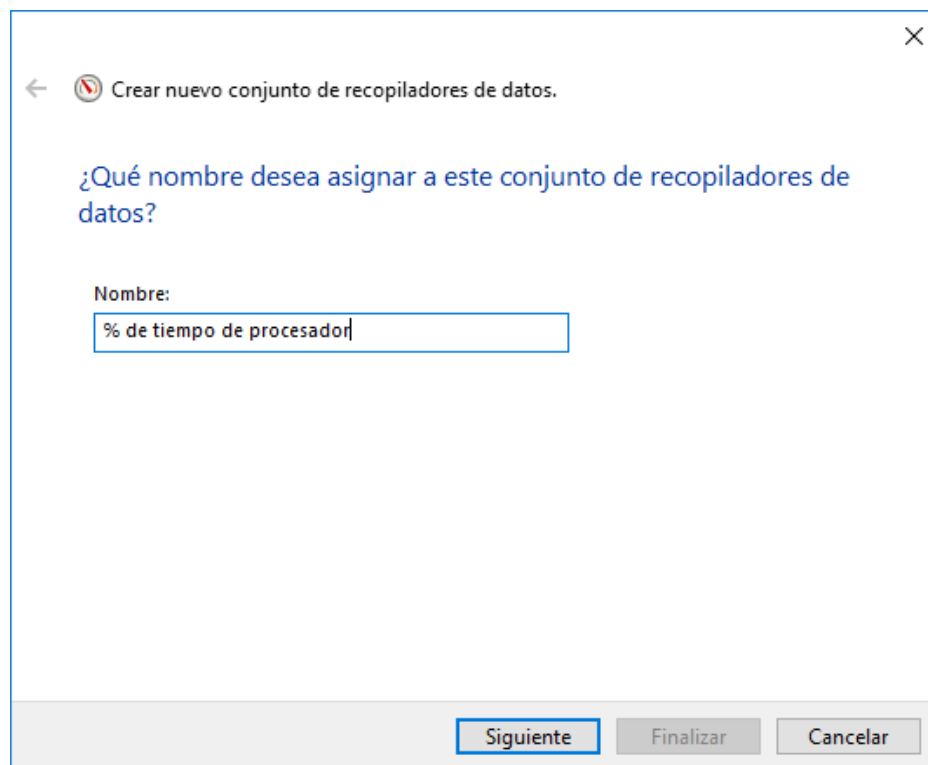 Crear nuevo conjunto de recopiladores de datos.
¿Qué nombre desea asignar a este conjunto de recopiladores de
datos?
Nombre:
% de tiempo de procesador
Siguiente Finalizar Cancelar